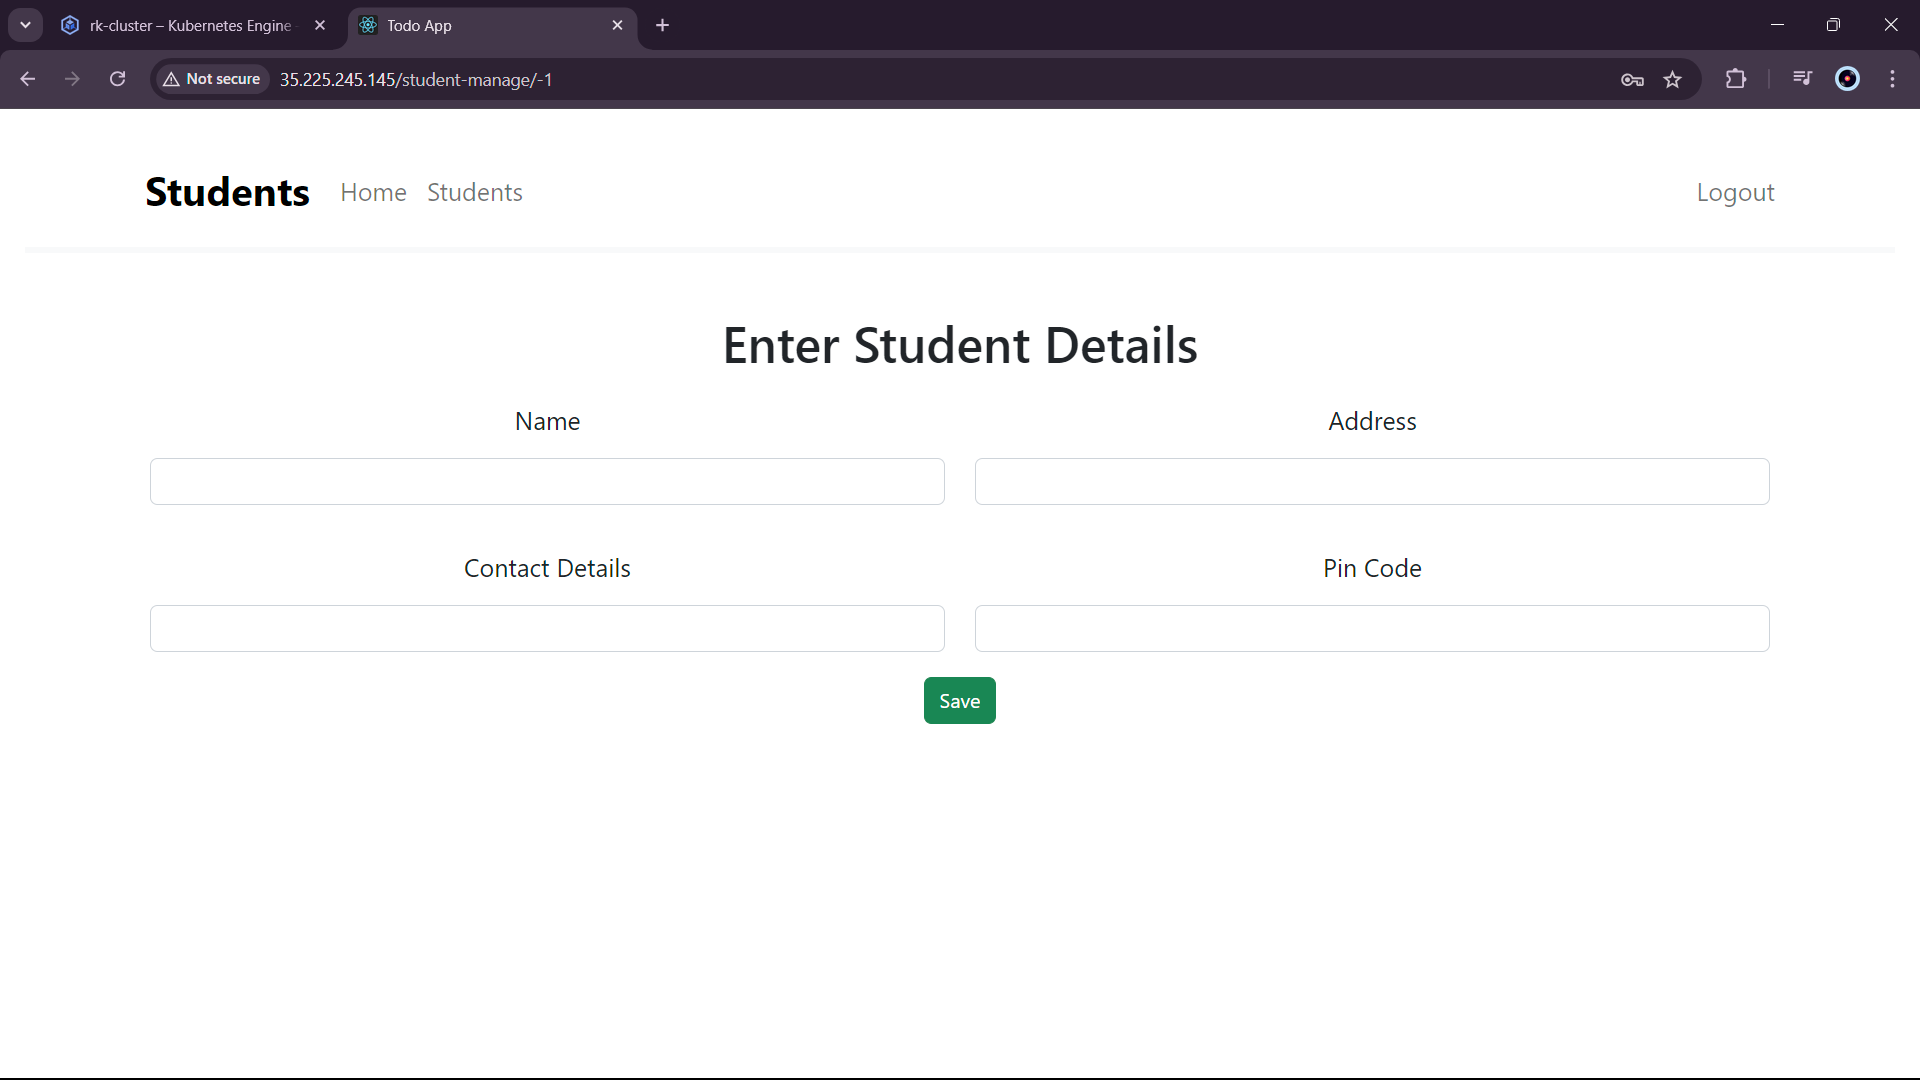 rk-cluster – Kubernetes Engine
Todo App
Not secure
35.225.245.145/student-manage/-1
Students Home Students Logout
Enter Student Details
Name Address
Contact Details Pin Code
Save